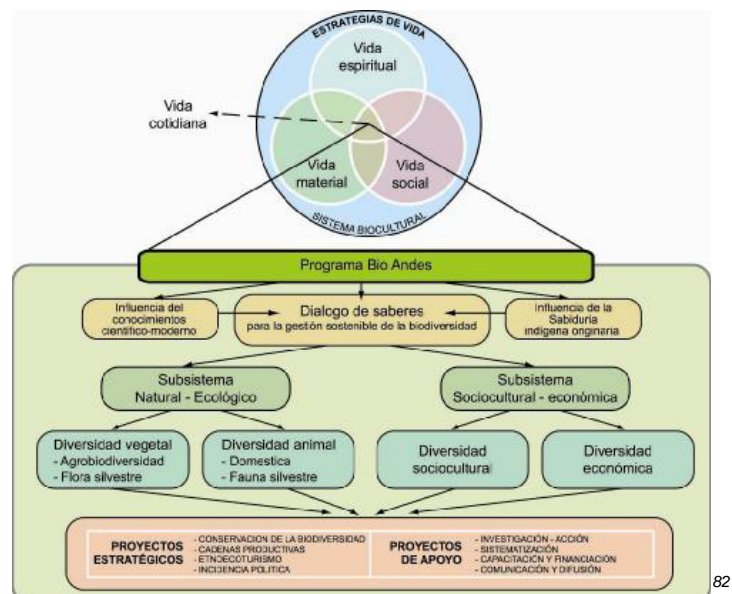 ESTRATEGIAS DE VIDA
Vida
espiritual
Vida
cotidiana
Vida
material
Vida
social
SISTEMA BIOCULTURAL
Programa Bio Andes
Influencia del
conocimientos
científico-moderno
Dialogo de saberes
para la gestión sostenible de la biodiversidad
Influencia de la
Sabiduría
indígena originaria
Subsistema
Natural - Ecológico
Subsistema
Sociocultural - económica
Diversidad vegetal
- Agrobiodiversidad
- Flora silvestre
Diversidad animal
- Domestica
- Fauna silvestre
Diversidad
sociocultural
Diversidad
económica
PROYECTOS
ESTRATÉGICOS
- CONSERVACION DE LA BIODIVERSIDAD
- CADENAS PRODUCTIVAS
- ETNOECOTURISMO
- INCIDENCIA POLITICA
PROYECTOS
DE APOYO
- INVESTIGACIÓN - ACCIÓN
- SISTEMATIZACIÓN
- CAPACITACIÓN Y FINANCIACIÓN
- COMUNICACIÓN Y DIFUSIÓN
82